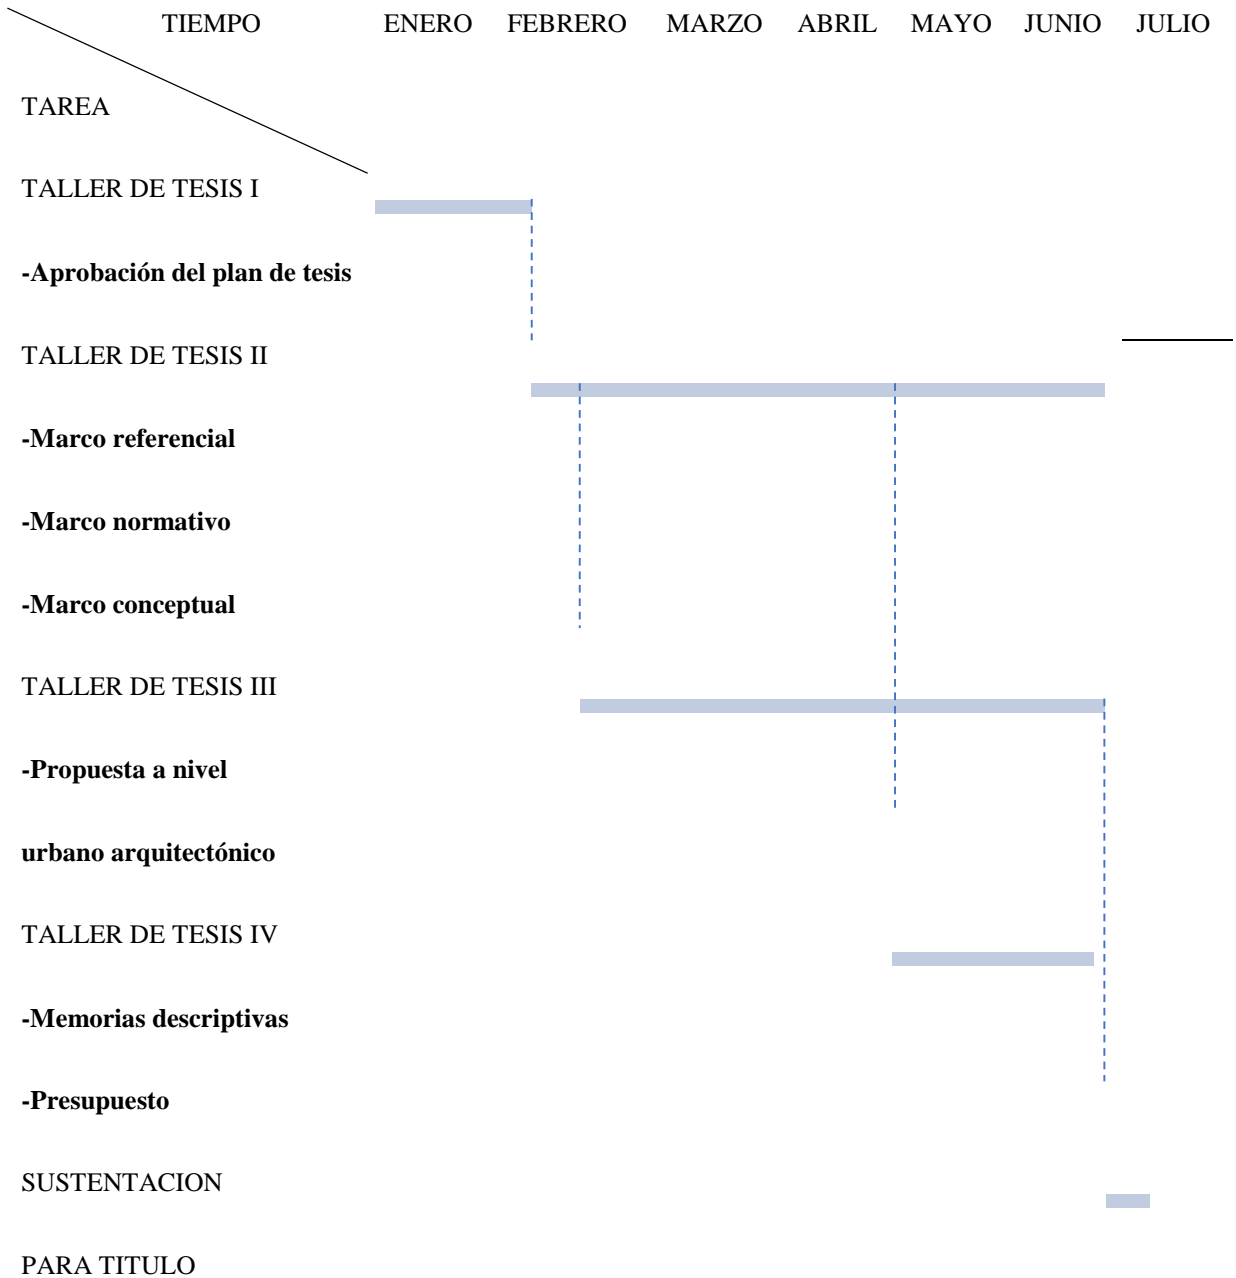 TIEMPO ENERO FEBRERO MARZO ABRIL MAYO JUNIO JULIO
TAREA
TALLER DE TESIS I
-Aprobación del plan de tesis
TALLER DE TESIS II
-Marco referencial
-Marco normativo
-Marco conceptual
TALLER DE TESIS III
-Propuesta a nivel
urbano arquitectónico
TALLER DE TESIS IV
-Memorias descriptivas
-Presupuesto
SUSTENTACION
PARA TITULO